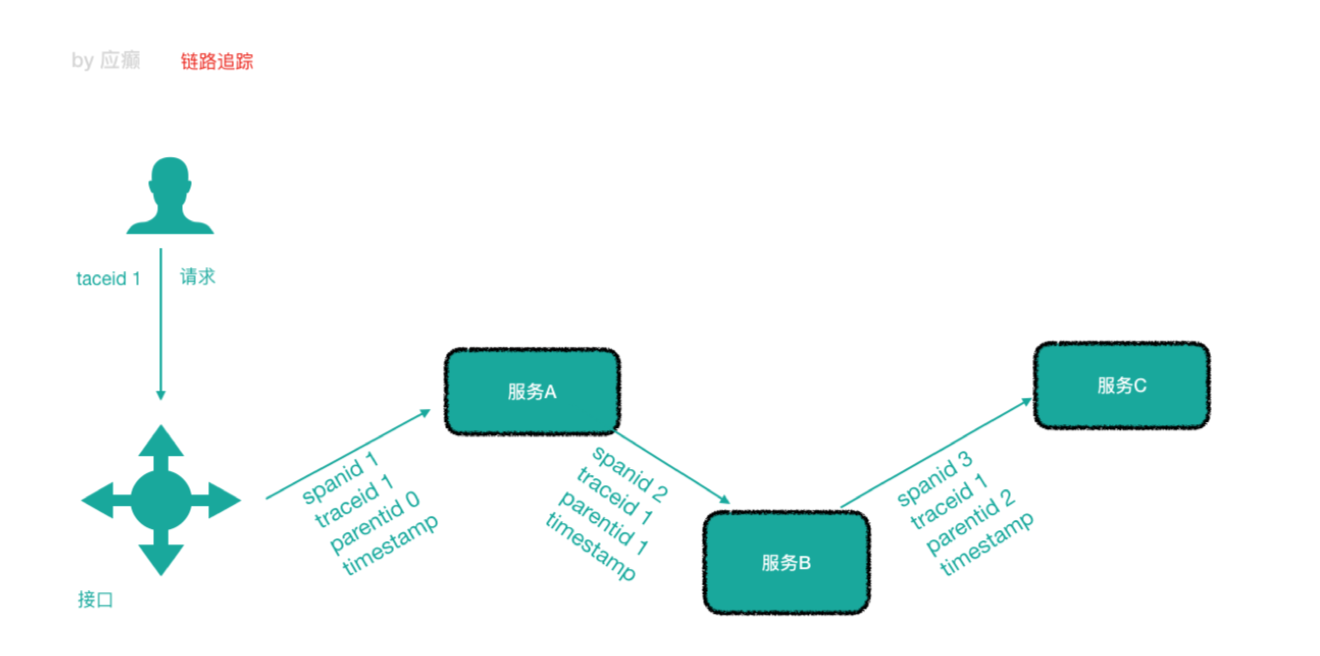 by 应癫 链路追踪
taceid 1 请求
服务A
服务C
spanid 1
traceid 1
parentid 0
timestamp
spanid 2
traceid 1
parentid 1
timestamp
spanid 3
traceid 1
parentid 2
timestamp
服务B
接口